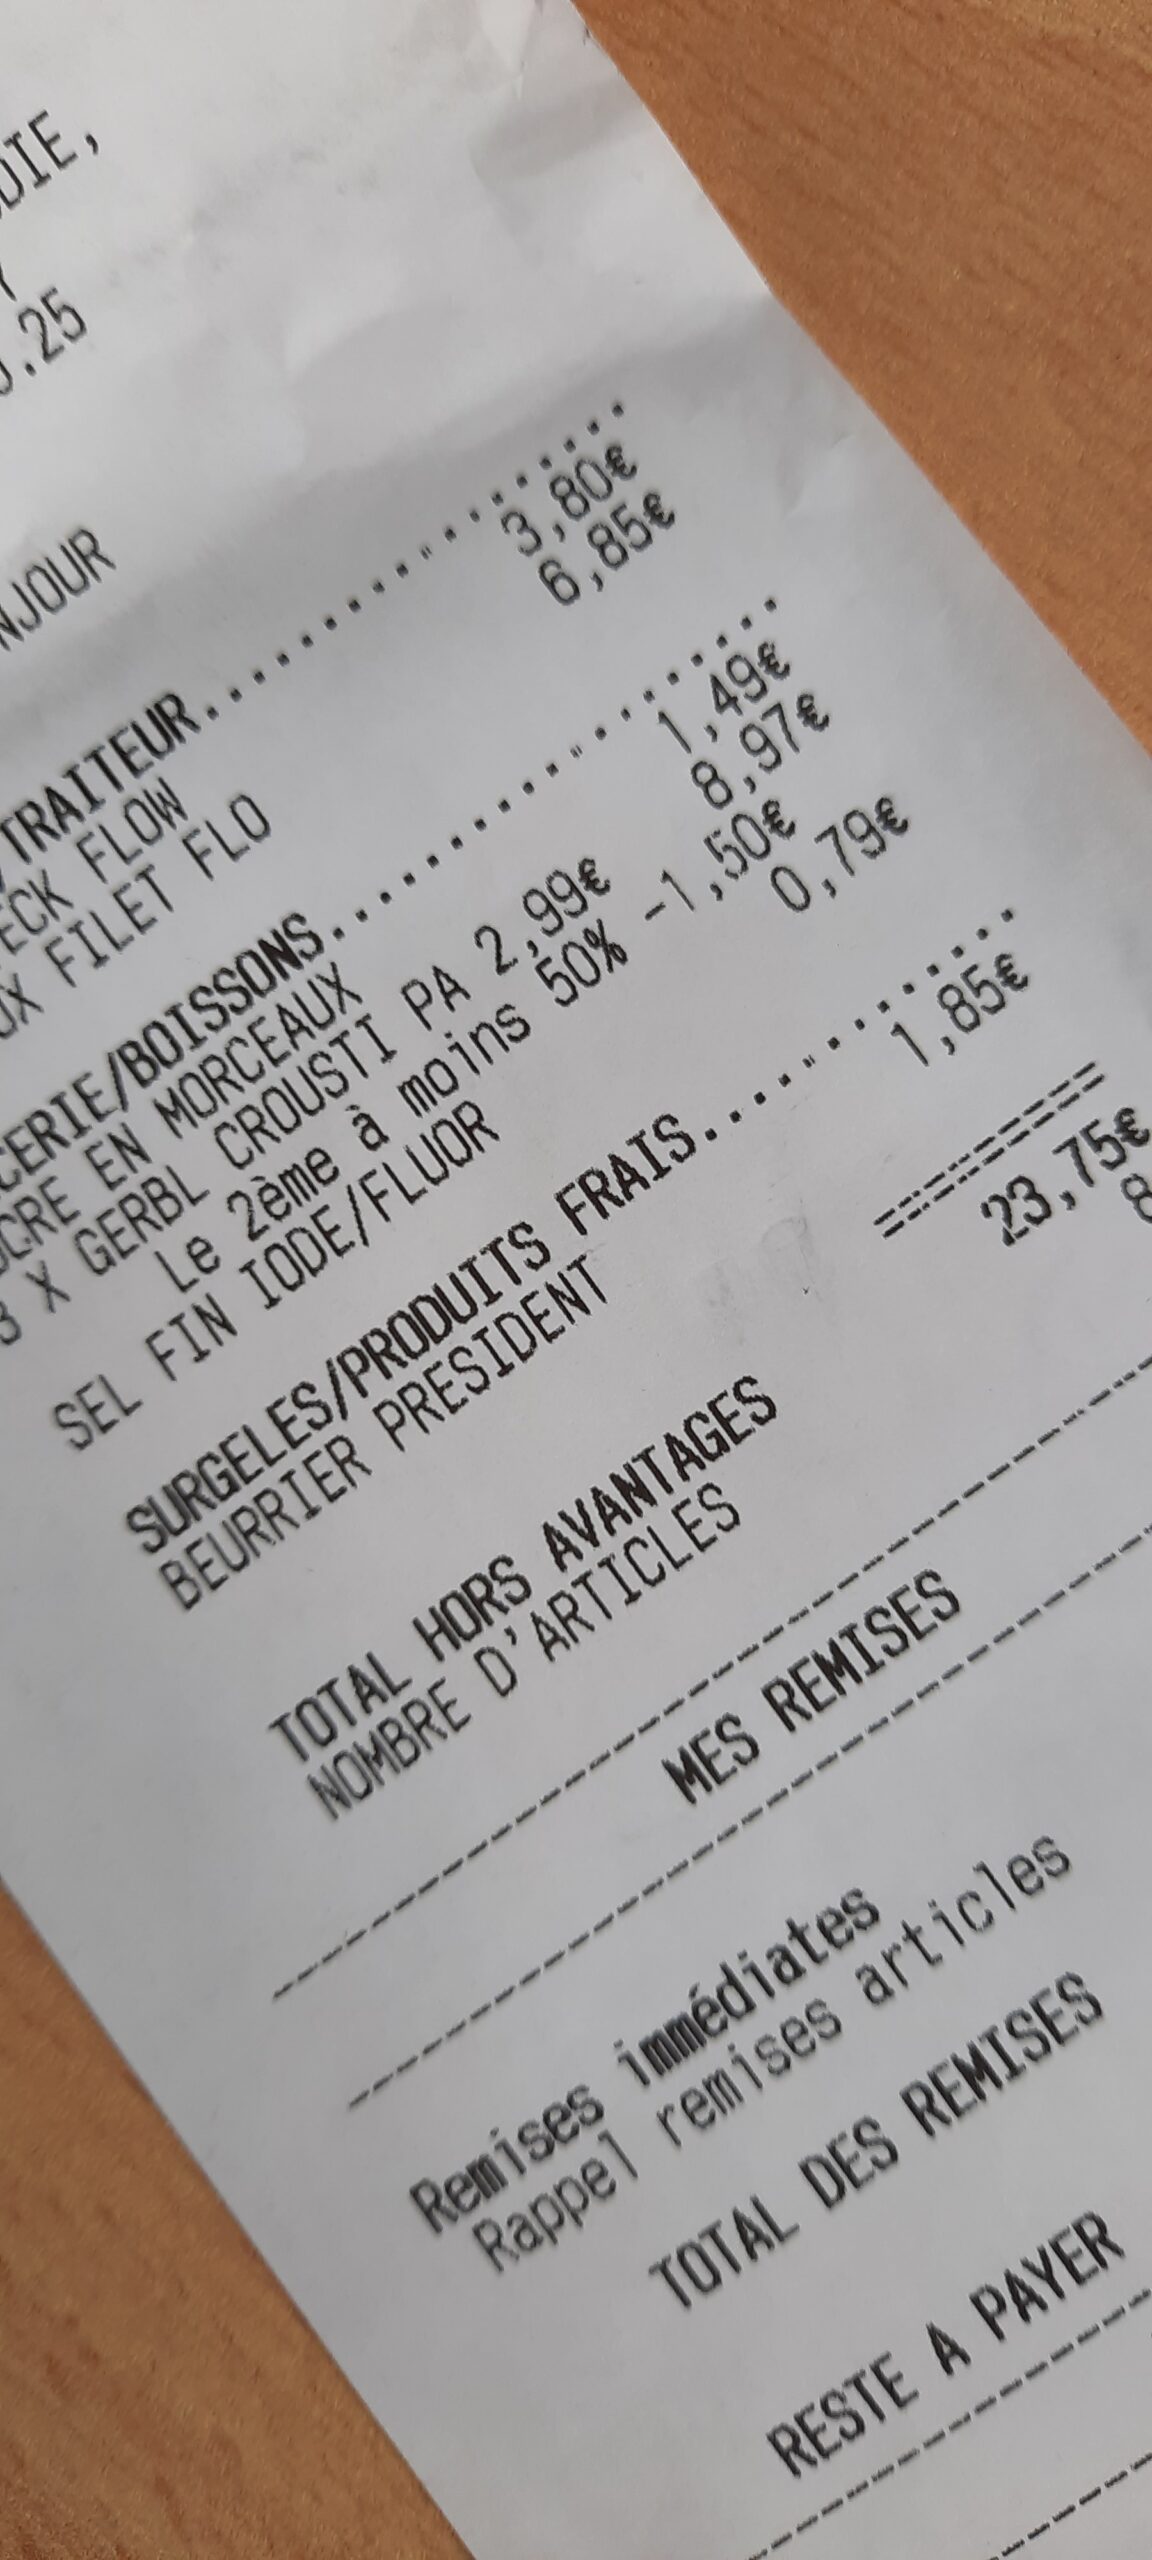 DIE,
Y
0.25
NJOUR
/TRAITEUR....................
ECK FLOW 3,80€
UX FILET FLO 6,85€
CERIE/BOISSONS....................
CRE EN MORCEAUX 1,49€
3 X GERBL CROUSTI PA 2,99€ 8,97€
Le 2ème à moins 50% -1,50€
SEL FIN IODE/FLUOR 0,79€
SURGELES/PRODUITS FRAIS..............
BEURRIER PRESIDENT 1,85€
========
TOTAL HORS AVANTAGES 23,75€
NOMBRE D'ARTICLES 8
MES REMISES
Remises immédiates
Rappel remises articles
TOTAL DES REMISES
RESTE A PAYER